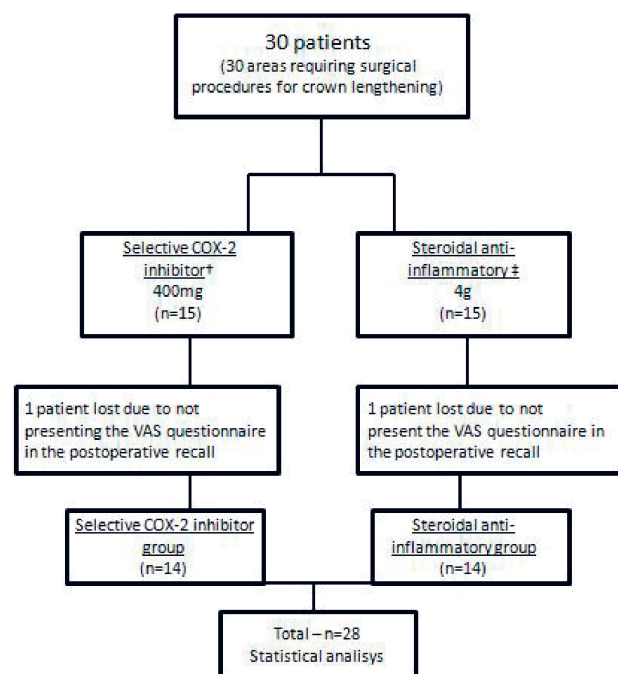 30 patients
(30 areas requiring surgical
procedures for crown lengthening)
Selective COX-2
inhibitor†
400mg
(n=15)
Steroidal anti-
inflammatory ‡
4g
(n=15)
1 patient lost due to not
presenting the VAS questionnaire
in the postoperative recall
1 patient lost due to not
present the VAS questionnaire in
the postoperative recall
Selective COX-2 inhibitor
group
(n=14)
Steroidal anti-
inflammatory group
(n=14)
Total – n=28
Statistical analisys